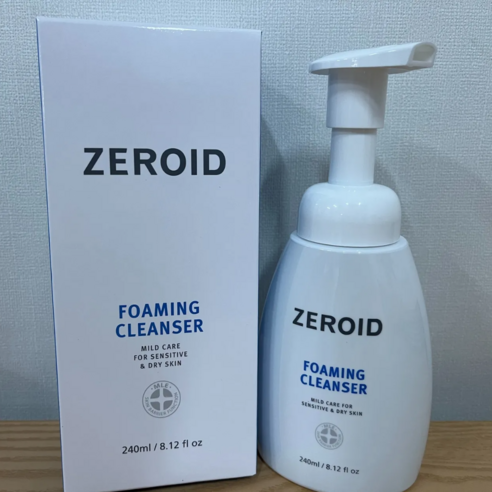 ZEROID
FOAMING
CLEANSER
MILD CARE
FOR SENSITIVE
& DRY SKIN
MLE
240ml / 8.12 fl oz
ZEROID
FOAMING
CLEANSER
MILD CARE FOR
SENSITIVE & DRY SKIN
240ml / 8.12 fl oz